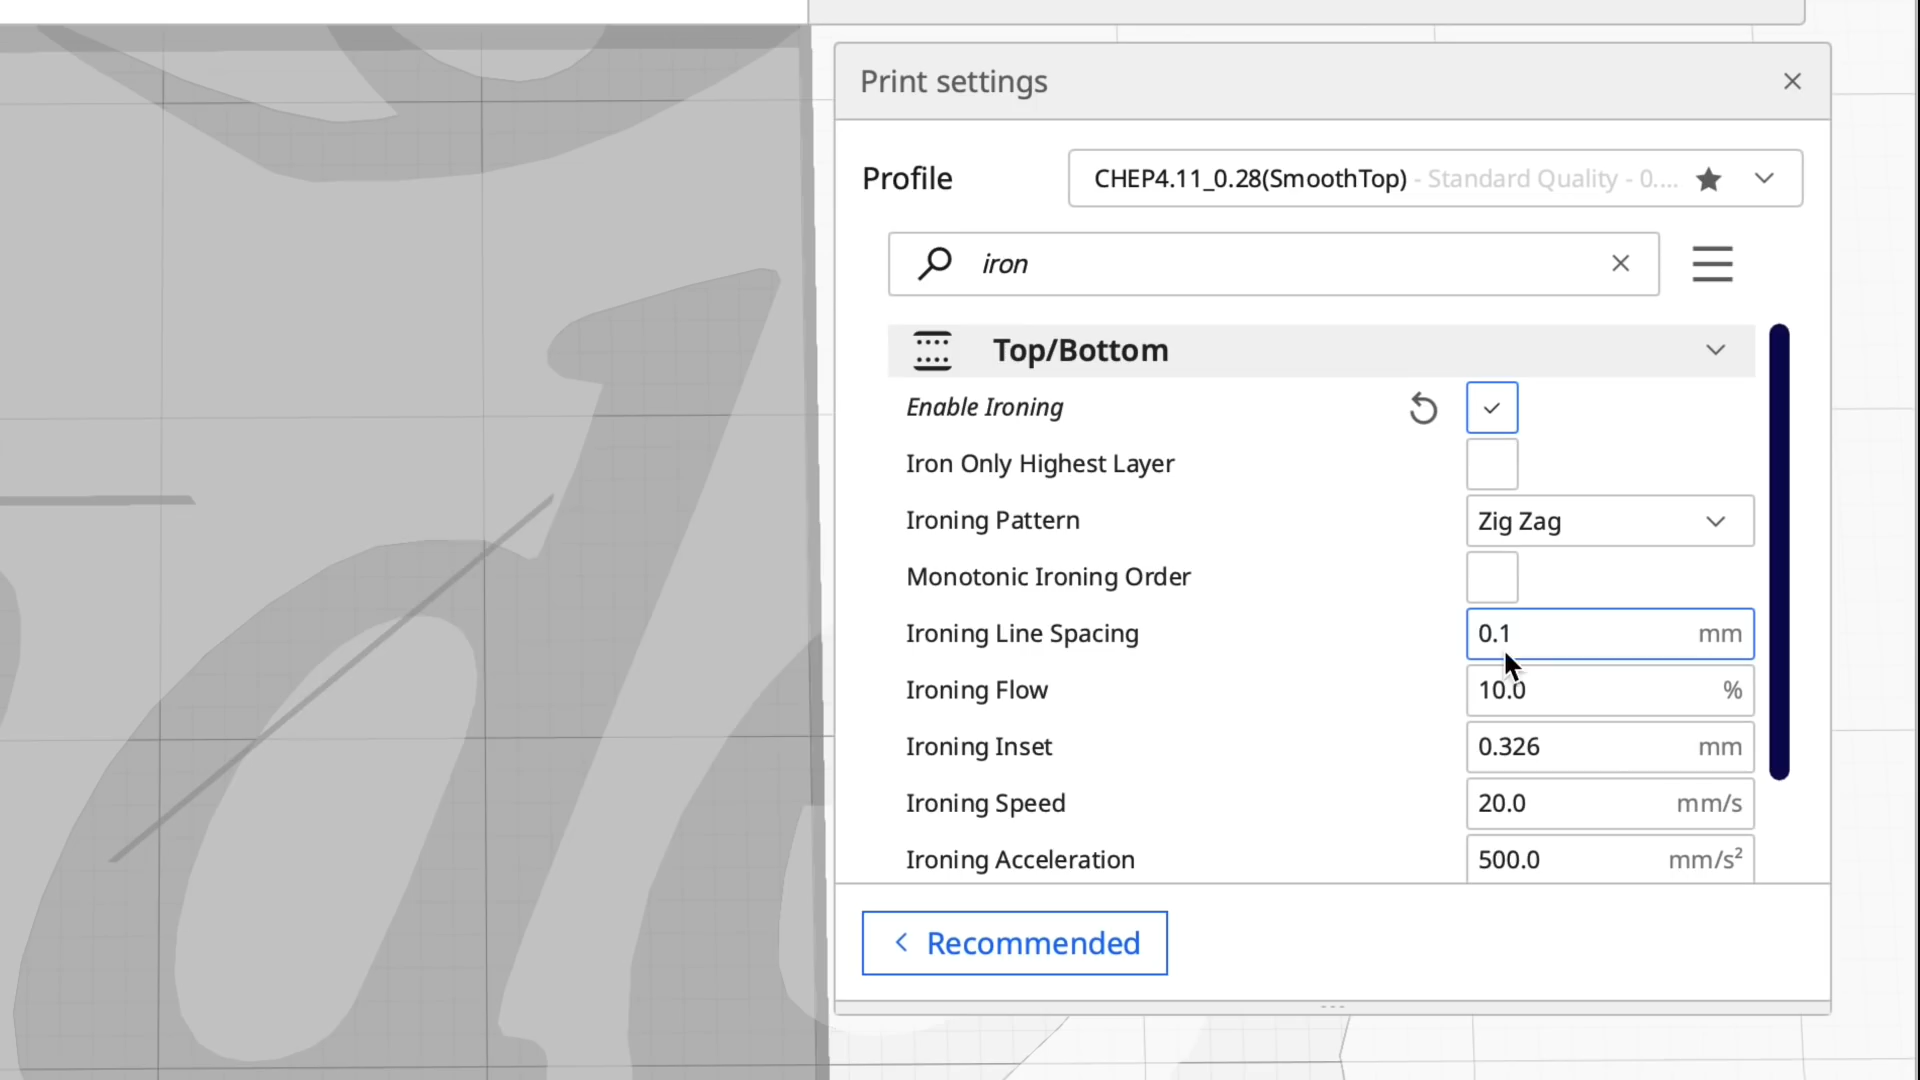 Print settings
Profile
CHEP4.11_0.28(SmoothTop) - Standard Quality - 0....
iron
Top/Bottom
Enable Ironing
Iron Only Highest Layer
Ironing Pattern Zig Zag
Monotonic Ironing Order
Ironing Line Spacing 0.1 mm
Ironing Flow 10.0 %
Ironing Inset 0.326 mm
Ironing Speed 20.0 mm/s
Ironing Acceleration 500.0 mm/s²
Recommended